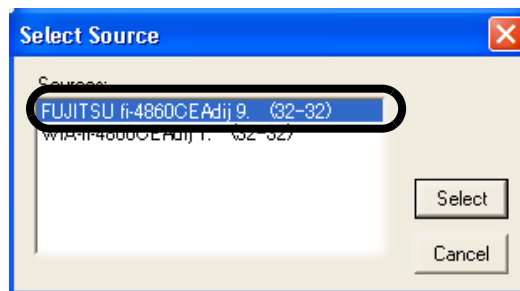 Select Source
Sources:
FUJITSU fi-4860CEAdij 9. (32-32)
WIA-fi-4860CEAdij 1. (32-32)
Select
Cancel